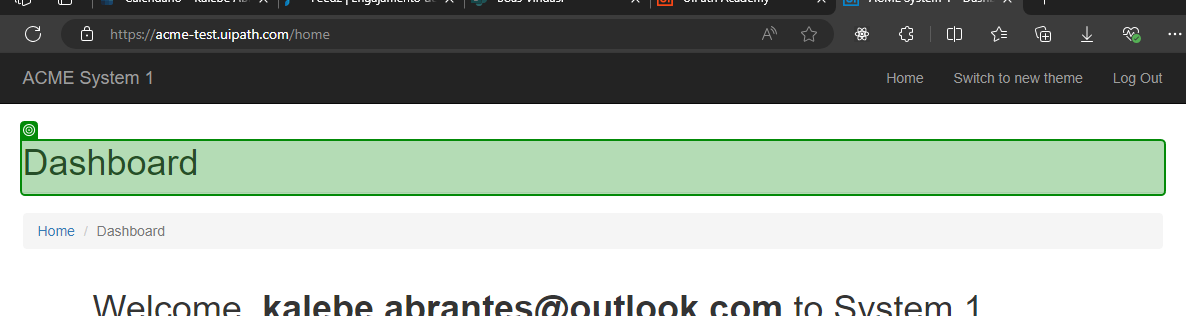 https://acme-test.uipath.com/home
ACME System 1 Home Switch to new theme Log Out
Dashboard
Home / Dashboard
Welcome, kalebe.abrantes@outlook.com to System 1